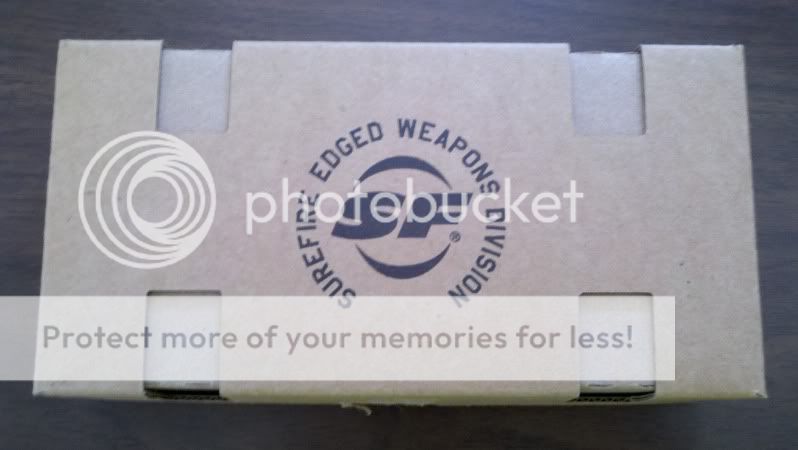 SUREFIRE EDGED WEAPONS DIVISION
SF®
photobucket
Protect more of your memories for less!